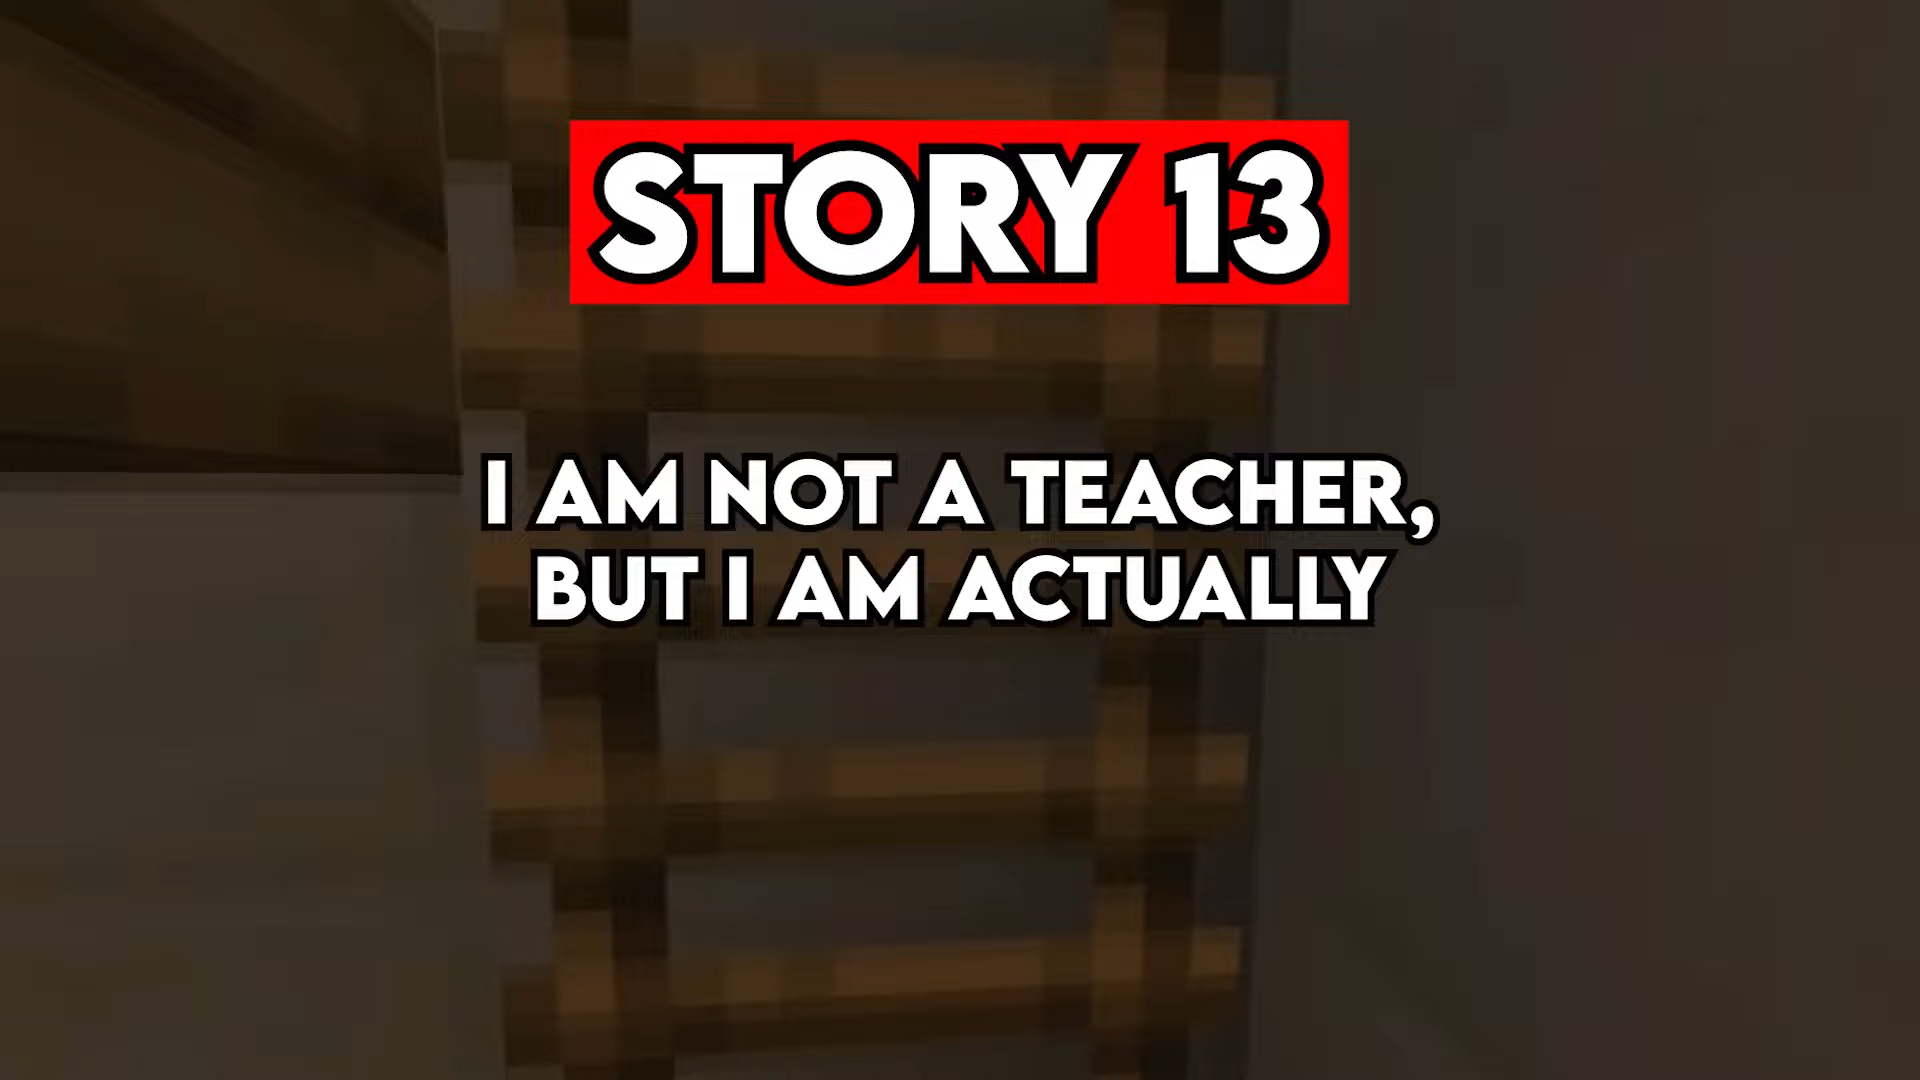 STORY 13
I AM NOT A TEACHER,
BUT I AM ACTUALLY